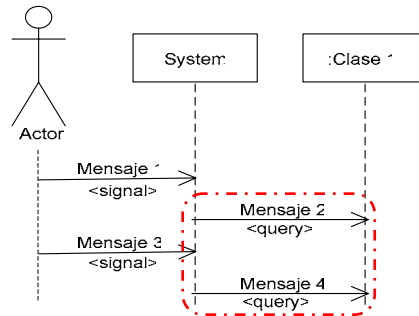 System
:Clase 1
Actor
Mensaje 1
<signal>
Mensaje 2
<query>
Mensaje 3
<signal>
Mensaje 4
<query>